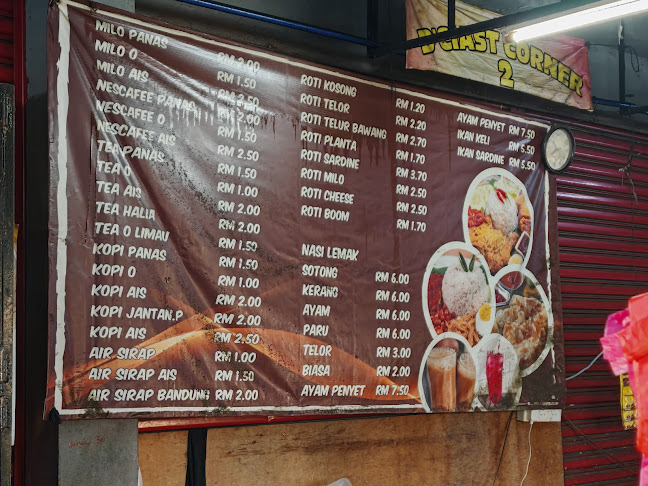 D'GIAST CORNER
2
MILO PANAS RM 2.00
MILO O RM 1.50
MILO AIS RM 2.50
NESCAFEE PANAS RM 2.00
NESCAFEE O RM 1.50
NESCAFEE AIS RM 2.50
TEA PANAS RM 1.50
TEA O RM 1.00
TEA AIS RM 2.00
TEA HALIA RM 2.00
TEA O LIMAU RM 1.50
KOPI PANAS RM 1.50
KOPI O RM 1.00
KOPI AIS RM 2.00
KOPI JANTAN.P RM 2.00
KOPI AIS RM 2.50
AIR SIRAP RM 1.00
AIR SIRAP AIS RM 1.50
AIR SIRAP BANDUNG RM 2.00
ROTI KOSONG RM 1.20
ROTI TELOR RM 2.20
ROTI TELUR BAWANG RM 2.70
ROTI PLANTA RM 1.70
ROTI SARDINE RM 3.70
ROTI MILO RM 2.50
ROTI CHEESE RM 2.50
ROTI BOOM RM 1.70
NASI LEMAK
SOTONG RM 6.00
KERANG RM 6.00
AYAM RM 6.00
PARU RM 6.00
TELOR RM 3.00
BIASA RM 2.00
AYAM PENYET RM 7.50
AYAM PENYET RM 7.50
IKAN KELI RM 5.50
IKAN SARDINE RM 5.50